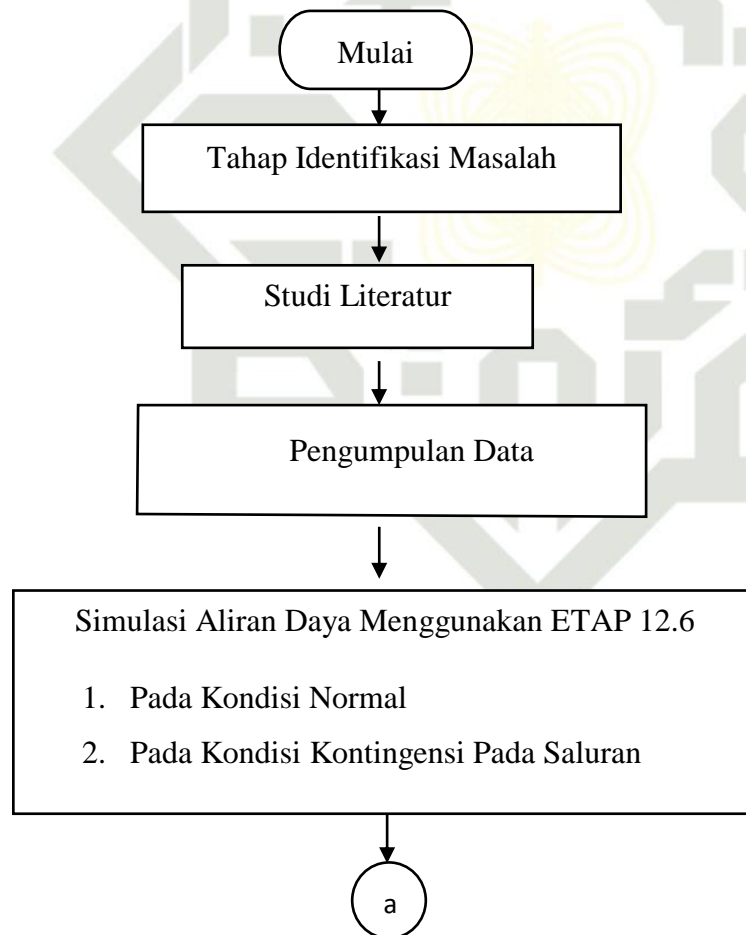 Mulai
Tahap Identifikasi Masalah
Studi Literatur
Pengumpulan Data
Simulasi Aliran Daya Menggunakan ETAP 12.6
1. Pada Kondisi Normal
2. Pada Kondisi Kontingensi Pada Saluran
a